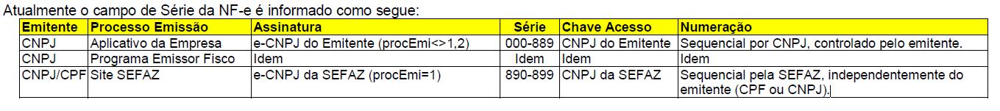 Atualmente o campo de Série da NF-e é informado como segue:
Emitente Processo Emissão Assinatura Série Chave Acesso Numeração
CNPJ Aplicativo da Empresa e-CNPJ do Emitente (procEmi<>1,2) 000-889 CNPJ do Emitente Sequencial por CNPJ, controlado pelo emitente.
CNPJ Programa Emissor Fisco Idem Idem Idem Idem
CNPJ/CPF Site SEFAZ e-CNPJ da SEFAZ (procEmi=1) 890-899 CNPJ da SEFAZ Sequencial pela SEFAZ, independentemente do
emitente (CPF ou CNPJ).